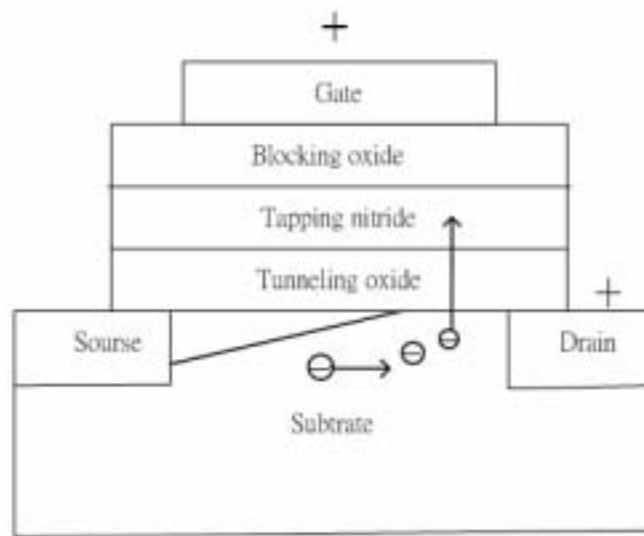 +
Gate
Blocking oxide
Tapping nitride
Tunneling oxide
+
Sourse
Drain
Subtrate